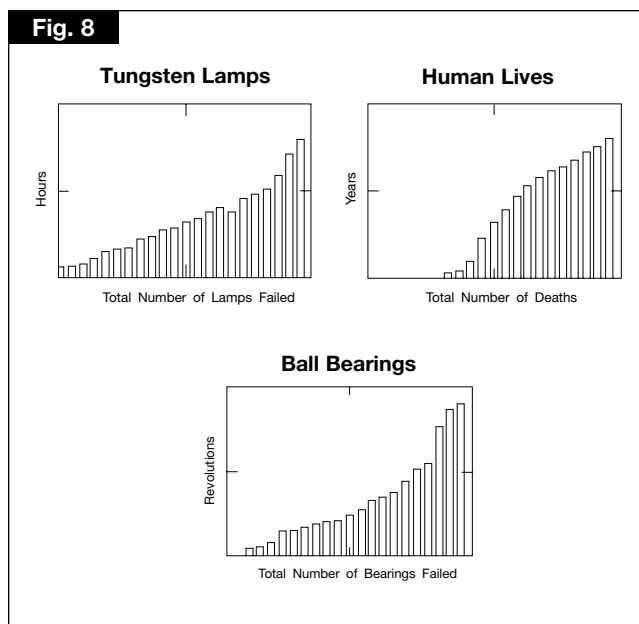 Fig. 8
Tungsten Lamps
Human Lives
Hours
Years
Total Number of Lamps Failed
Total Number of Deaths
Ball Bearings
Revolutions
Total Number of Bearings Failed